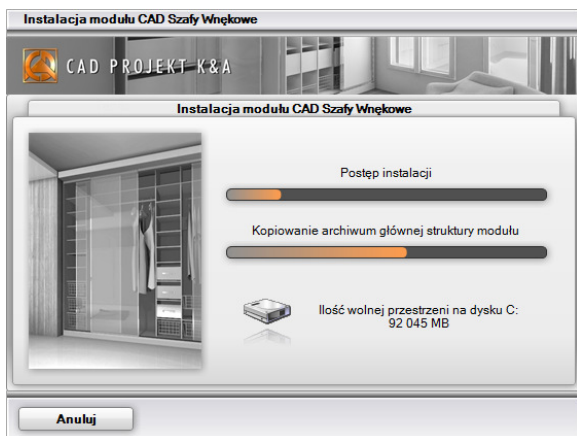 Instalacja modułu CAD Szafy Wnękowe
CAD PROJEKT K&A
Instalacja modułu CAD Szafy Wnękowe
Postęp instalacji
Kopiowanie archiwum głównej struktury modułu
Ilość wolnej przestrzeni na dysku C:
92 045 MB
Anuluj